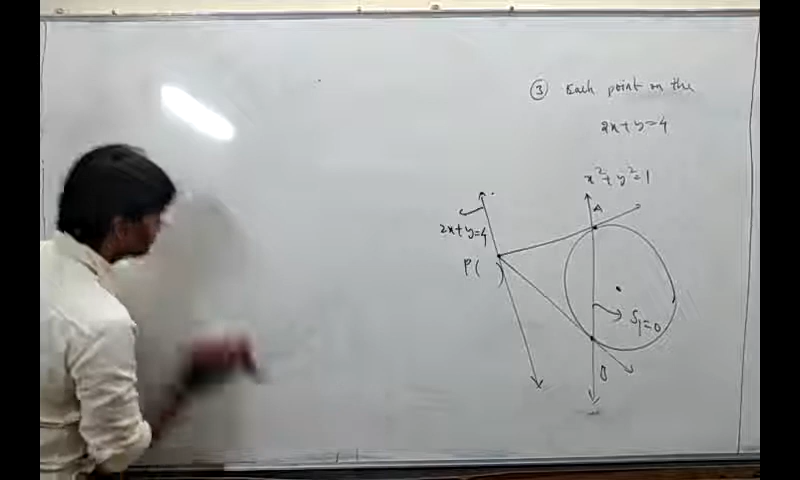 ③ Each point on the
2x+y=4
x²+y²=1
A
2x+y=4
P( )
S₁=0
B